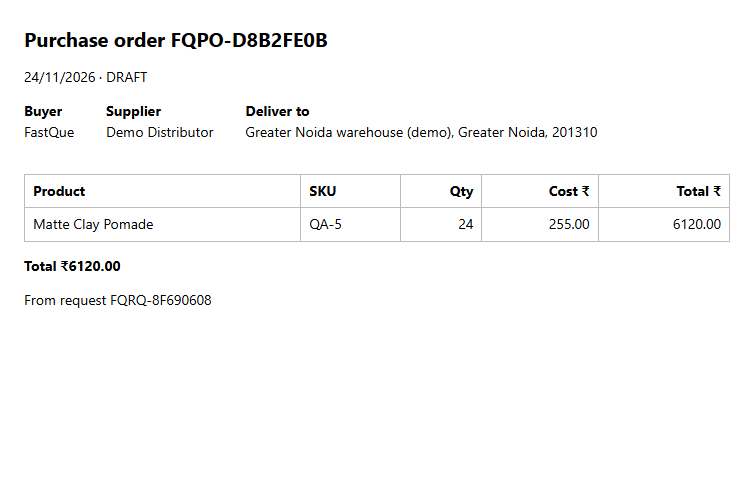 Purchase order FQPO-D8B2FE0B
24/11/2026 · DRAFT
Buyer Supplier Deliver to
FastQue Demo Distributor Greater Noida warehouse (demo), Greater Noida, 201310
Product SKU Qty Cost ₹ Total ₹
Matte Clay Pomade QA-5 24 255.00 6120.00
Total ₹6120.00
From request FQRQ-8F690608